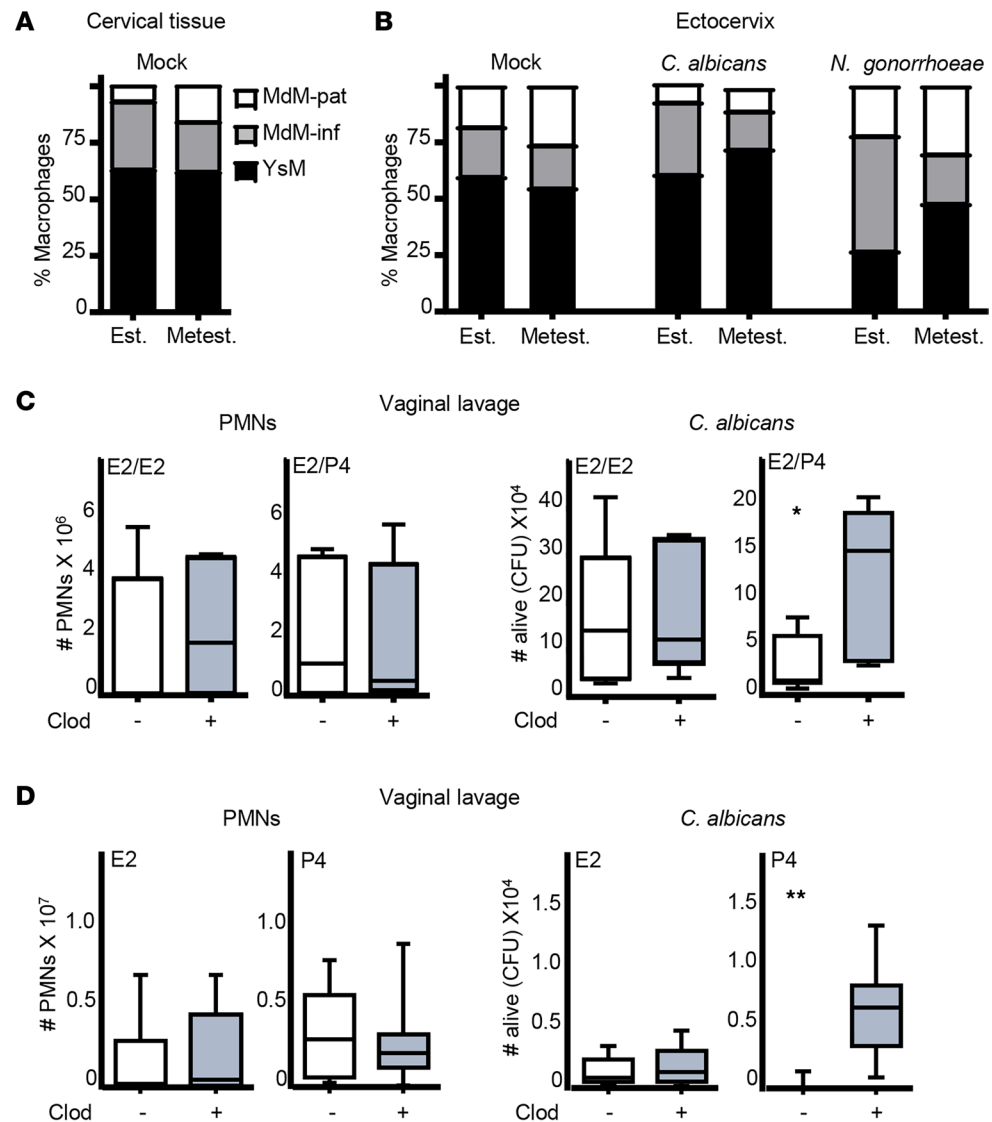 A Cervical tissue
Mock
% Macrophages
75
50
25
0
Est. Metest.
MdM-pat
MdM-inf
YsM
B Ectocervix
Mock C. albicans N. gonorrhoeae
% Macrophages
75
50
25
0
Est. Metest. Est. Metest. Est. Metest.
C Vaginal lavage
PMNs C. albicans
# PMNs X 10⁶
E2/E2
6
4
2
0
E2/P4
6
4
2
0
# alive (CFU) X10⁴
E2/E2
40
30
20
10
0
E2/P4
20
15
10
5
0
*
Clod - + - + - + - +
D Vaginal lavage
PMNs C. albicans
# PMNs X 10⁷
E2
1.0
0.5
0
P4
1.0
0.5
0
# alive (CFU) X10⁴
E2
1.5
1.0
0.5
0
P4
1.5
1.0
0.5
0
**
Clod - + - + Clod - + - +